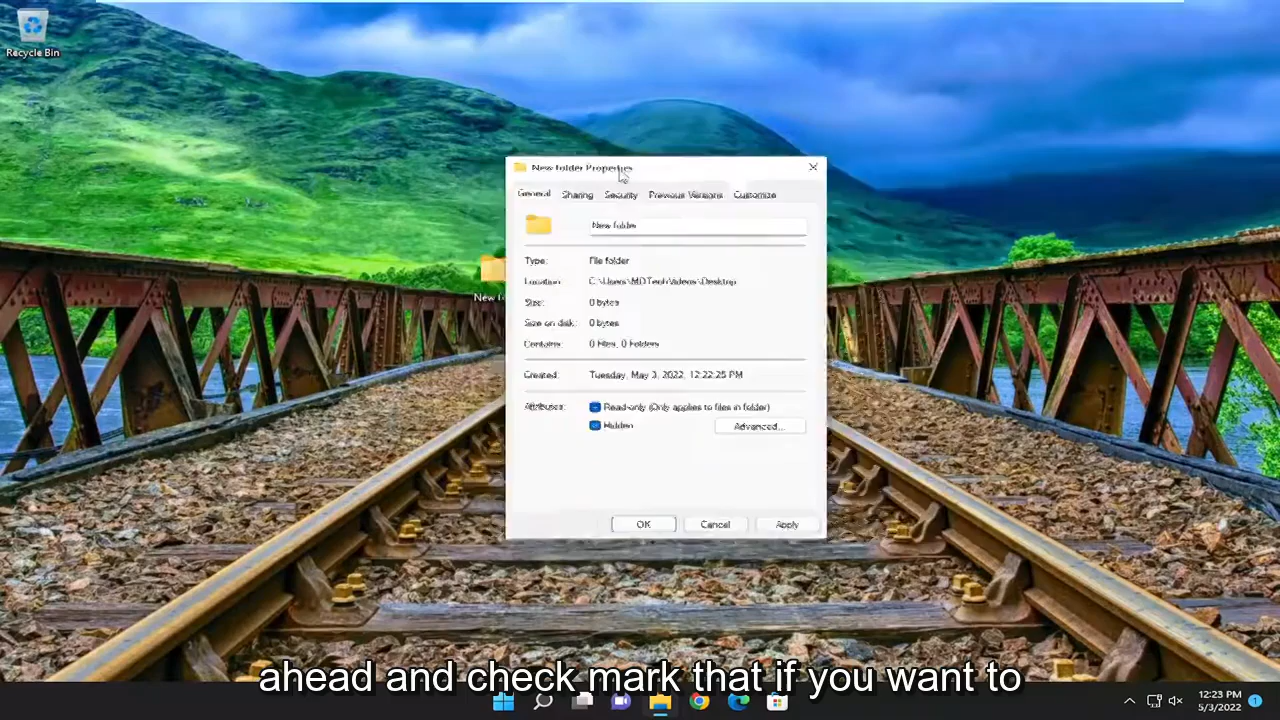 Recycle Bin
New folder Properties
General Sharing Security Previous Versions Customize
New folder
Type: File folder
Location: C:\Users\MDTech\Videos\Desktop
Size: 0 bytes
Size on disk: 0 bytes
Contains: 0 Files, 0 Folders
Created: Tuesday, May 3, 2022, 12:22:25 PM
Attributes: Read-only (Only applies to files in folder)
Hidden Advanced...
OK Cancel Apply
New
ahead and check mark that if you want to
12:23 PM
5/3/2022
1